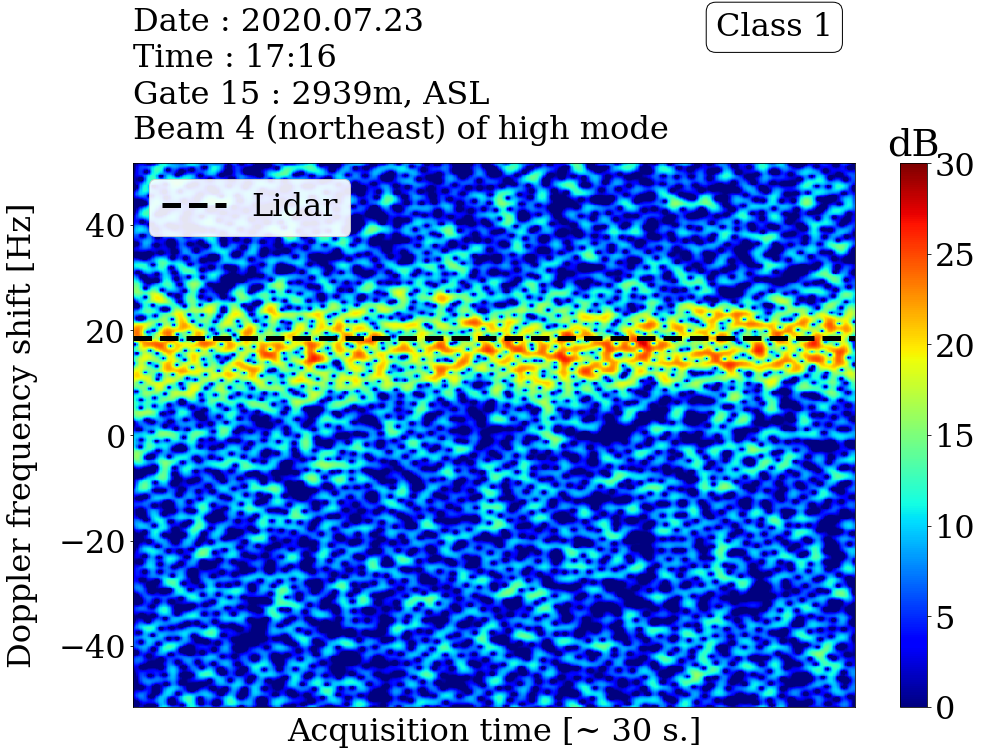 Date : 2020.07.23
Class 1
Time : 17:16
Gate 15 : 2939m, ASL
Beam 4 (northeast) of high mode
dB
Lidar
Doppler frequency shift [Hz]
40
20
0
−20
−40
Acquisition time [~ 30 s.]
30
25
20
15
10
5
0